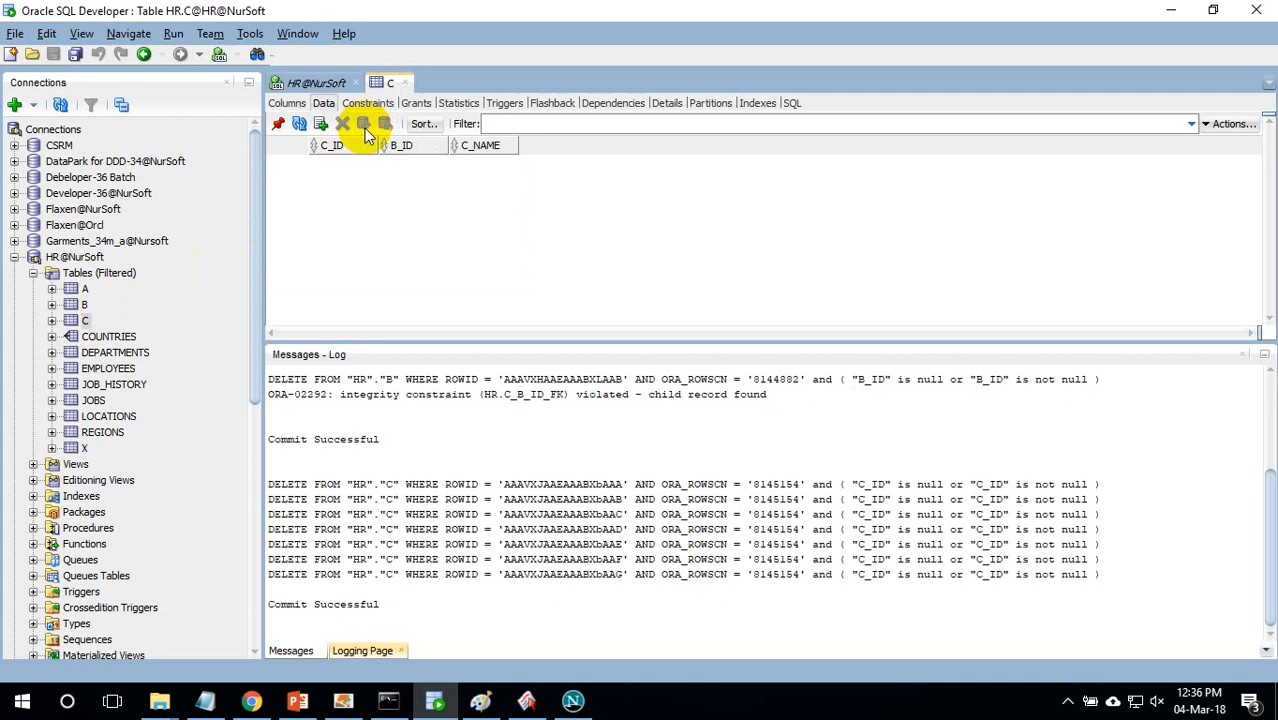 Oracle SQL Developer : Table HR.C@HR@NurSoft
File Edit View Navigate Run Team Tools Window Help
Connections
HR@NurSoft C
Columns Data Constraints Grants Statistics Triggers Flashback Dependencies Details Partitions Indexes SQL
Sort.. Filter: Actions...
C_ID B_ID C_NAME
Connections
CSRM
DataPark for DDD-34@NurSoft
Debeloper-36 Batch
Developer-36@NurSoft
Flaxen@NurSoft
Flaxen@Orcl
Garments_34m_a@Nursoft
HR@NurSoft
Tables (Filtered)
A
B
C
COUNTRIES
DEPARTMENTS
EMPLOYEES
JOB_HISTORY
JOBS
LOCATIONS
REGIONS
X
Views
Editioning Views
Indexes
Packages
Procedures
Functions
Queues
Queues Tables
Triggers
Crossedition Triggers
Types
Sequences
Materialized Views
Messages - Log
DELETE FROM "HR"."B" WHERE ROWID = 'AAAVXHAAEAAABXLAAB' AND ORA_ROWSCN = '8144882' and ( "B_ID" is null or "B_ID" is not null )
ORA-02292: integrity constraint (HR.C_B_ID_FK) violated - child record found
Commit Successful
DELETE FROM "HR"."C" WHERE ROWID = 'AAAVXJAAEAAABXbAAA' AND ORA_ROWSCN = '8145154' and ( "C_ID" is null or "C_ID" is not null )
DELETE FROM "HR"."C" WHERE ROWID = 'AAAVXJAAEAAABXbAAB' AND ORA_ROWSCN = '8145154' and ( "C_ID" is null or "C_ID" is not null )
DELETE FROM "HR"."C" WHERE ROWID = 'AAAVXJAAEAAABXbAAC' AND ORA_ROWSCN = '8145154' and ( "C_ID" is null or "C_ID" is not null )
DELETE FROM "HR"."C" WHERE ROWID = 'AAAVXJAAEAAABXbAAD' AND ORA_ROWSCN = '8145154' and ( "C_ID" is null or "C_ID" is not null )
DELETE FROM "HR"."C" WHERE ROWID = 'AAAVXJAAEAAABXbAAE' AND ORA_ROWSCN = '8145154' and ( "C_ID" is null or "C_ID" is not null )
DELETE FROM "HR"."C" WHERE ROWID = 'AAAVXJAAEAAABXbAAF' AND ORA_ROWSCN = '8145154' and ( "C_ID" is null or "C_ID" is not null )
DELETE FROM "HR"."C" WHERE ROWID = 'AAAVXJAAEAAABXbAAG' AND ORA_ROWSCN = '8145154' and ( "C_ID" is null or "C_ID" is not null )
Commit Successful
Messages Logging Page
12:36 PM
04-Mar-18
3